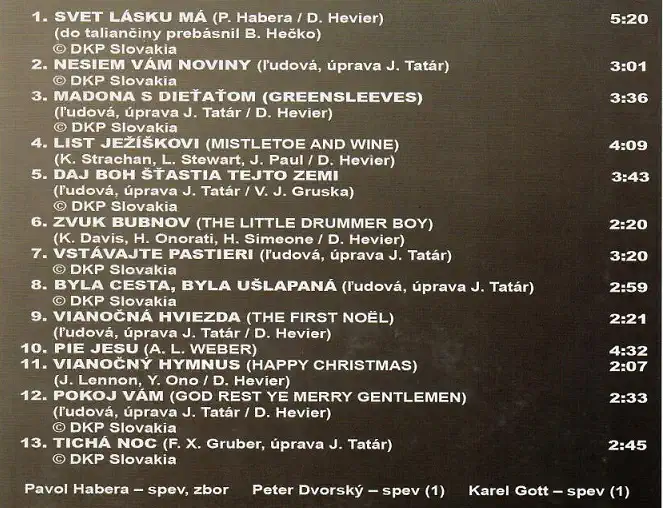 1. SVET LÁSKU MÁ (P. Habera / D. Hevier) 5:20
(do taliančiny prebásnil B. Hečko)
© DKP Slovakia
2. NESIEM VÁM NOVINY (ľudová, úprava J. Tatár) 3:01
© DKP Slovakia
3. MADONA S DIEŤAŤOM (GREENSLEEVES) 3:36
(ľudová, úprava J. Tatár / D. Hevier)
© DKP Slovakia
4. LIST JEŽÍŠKOVI (MISTLETOE AND WINE) 4:09
(K. Strachan, L. Stewart, J. Paul / D. Hevier)
5. DAJ BOH ŠŤASTIA TEJTO ZEMI 3:43
(ľudová, úprava J. Tatár / V. J. Gruska)
© DKP Slovakia
6. ZVUK BUBNOV (THE LITTLE DRUMMER BOY) 2:20
(K. Davis, H. Onorati, H. Simeone / D. Hevier)
7. VSTÁVAJTE PASTIERI (ľudová, úprava J. Tatár) 3:20
© DKP Slovakia
8. BYLA CESTA, BYLA UŠLAPANÁ (ľudová, úprava J. Tatár) 2:59
© DKP Slovakia
9. VIANOČNÁ HVIEZDA (THE FIRST NOËL) 2:21
(ľudová, úprava J. Tatár / D. Hevier)
10. PIE JESU (A. L. WEBER) 4:32
11. VIANOČNÝ HYMNUS (HAPPY CHRISTMAS) 2:07
(J. Lennon, Y. Ono / D. Hevier)
12. POKOJ VÁM (GOD REST YE MERRY GENTLEMEN) 2:33
(ľudová, úprava J. Tatár / D. Hevier)
© DKP Slovakia
13. TICHÁ NOC (F. X. Gruber, úprava J. Tatár) 2:45
© DKP Slovakia
Pavol Habera – spev, zbor Peter Dvorský – spev (1) Karel Gott – spev (1)